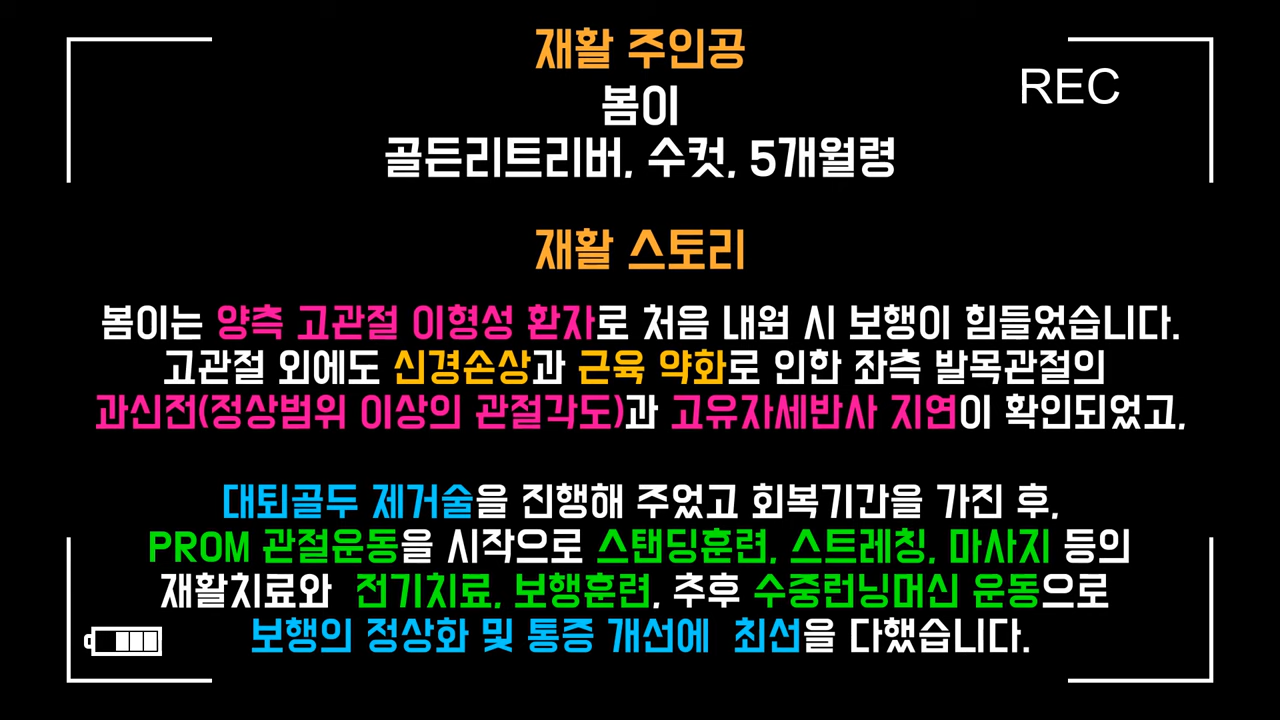 재활 주인공
REC
봄이
골든리트리버, 수컷, 5개월령
재활 스토리
봄이는 양측 고관절 이형성 환자로 처음 내원 시 보행이 힘들었습니다.
고관절 외에도 신경손상과 근육 약화로 인한 좌측 발목관절의
과신전(정상범위 이상의 관절각도)과 고유자세반사 지연이 확인되었고,
대퇴골두 제거술을 진행해 주었고 회복기간을 가진 후,
PROM 관절운동을 시작으로 스탠딩훈련, 스트레칭, 마사지 등의
재활치료와 전기치료, 보행훈련, 추후 수중런닝머신 운동으로
보행의 정상화 및 통증 개선에 최선을 다했습니다.